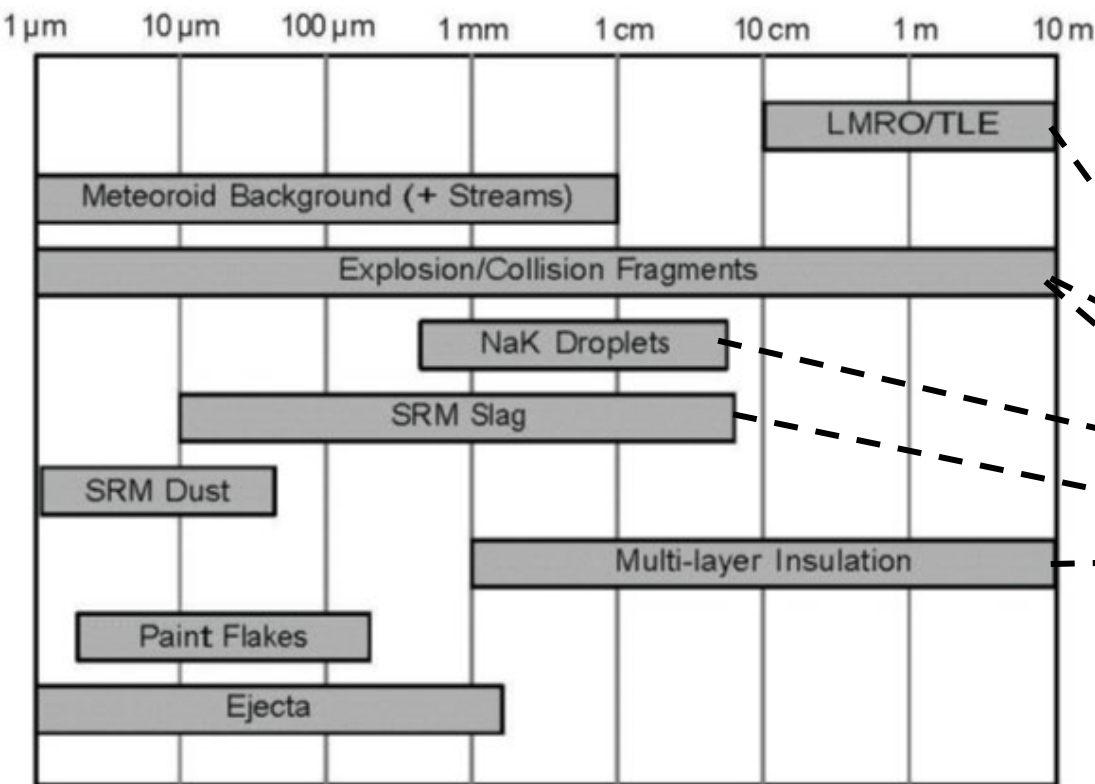 1 µm 10 µm 100 µm 1 mm 1 cm 10 cm 1 m 10 m
LMRO/TLE
Meteoroid Background (+ Streams)
Explosion/Collision Fragments
NaK Droplets
SRM Slag
SRM Dust
Multi-layer Insulation
Paint Flakes
Ejecta